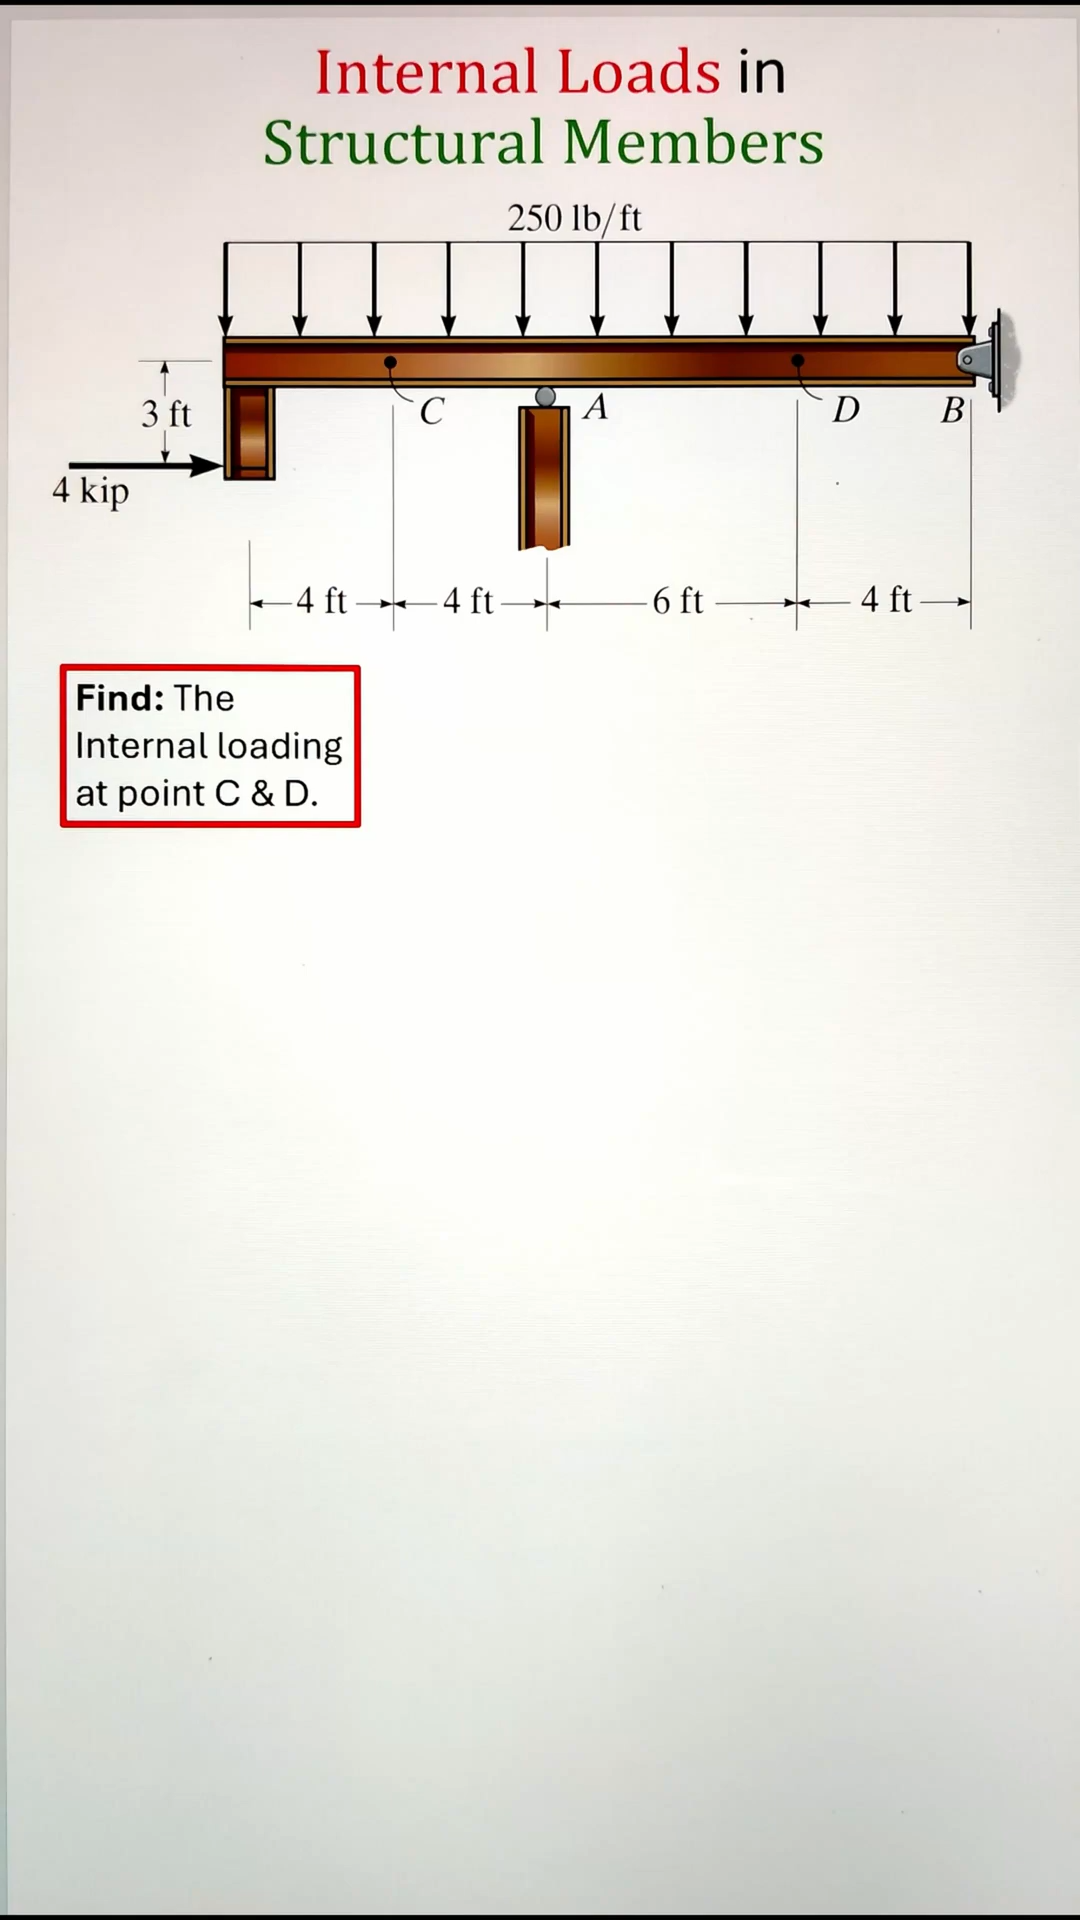 Internal Loads in
Structural Members
250 lb/ft
3 ft
C
A
D
B
4 kip
4 ft
4 ft
6 ft
4 ft
Find: The
Internal loading
at point C & D.